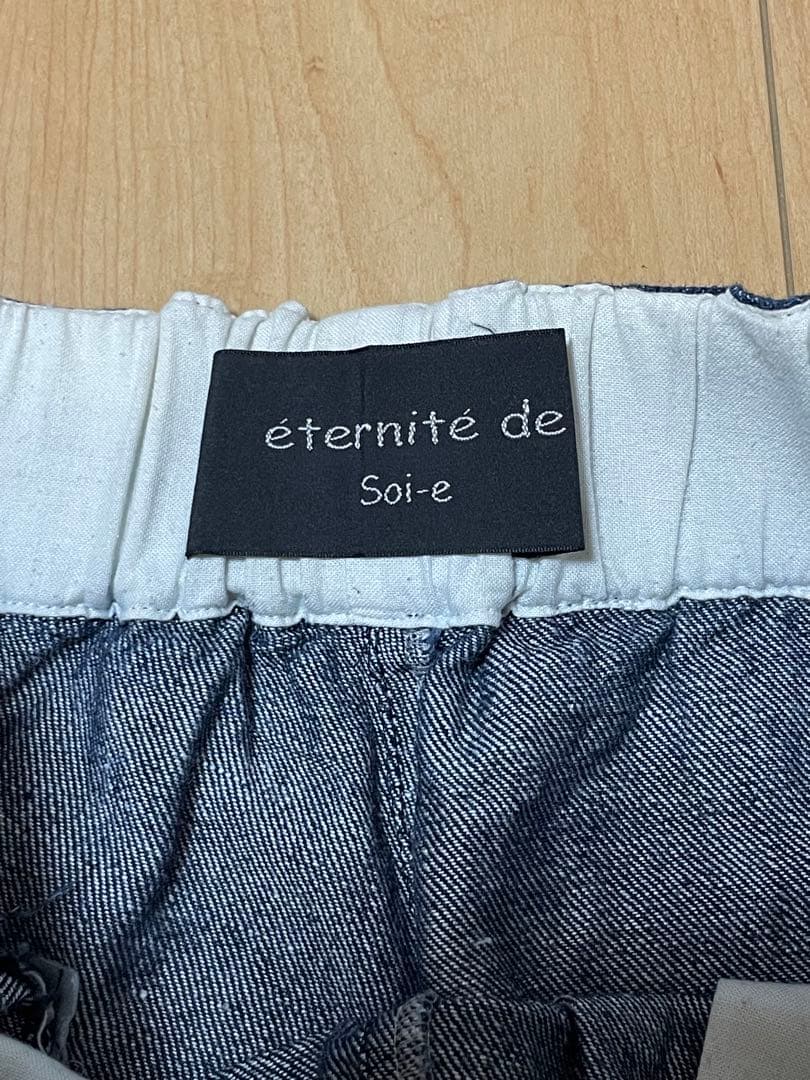 éternité de
Soi-e